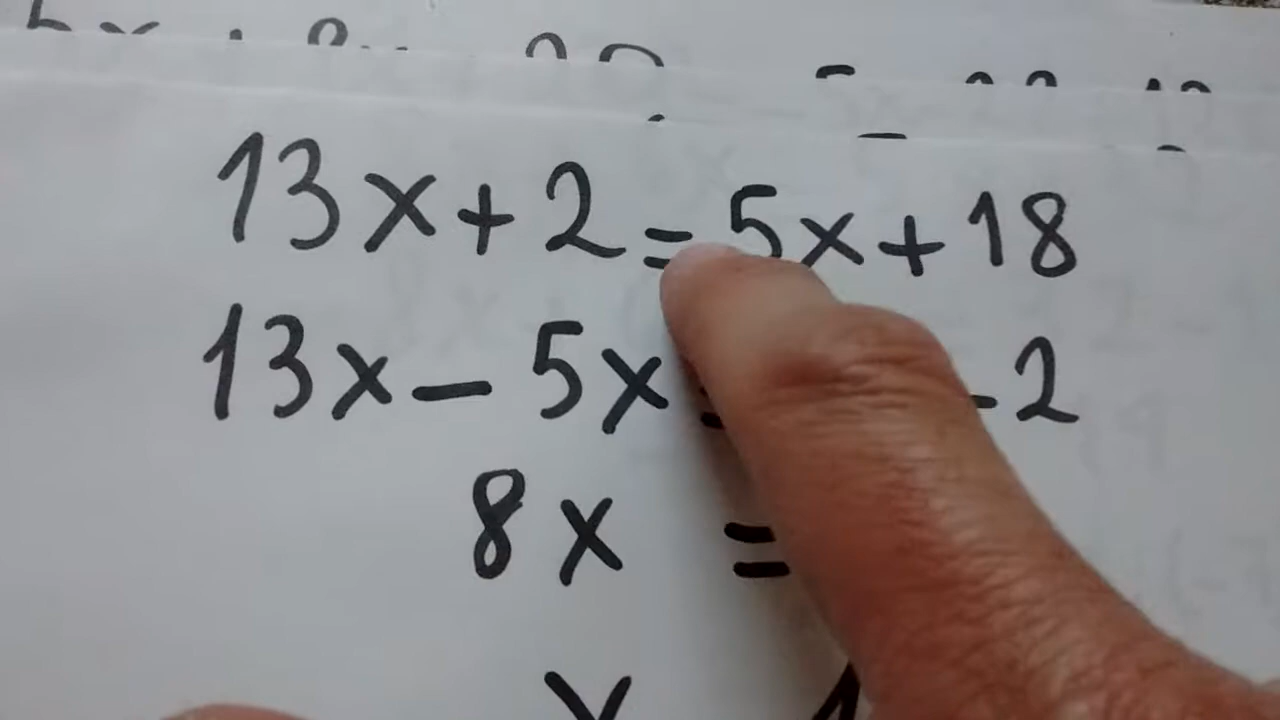 13x + 2 = 5x + 18
13x - 5x = - 2
8x =